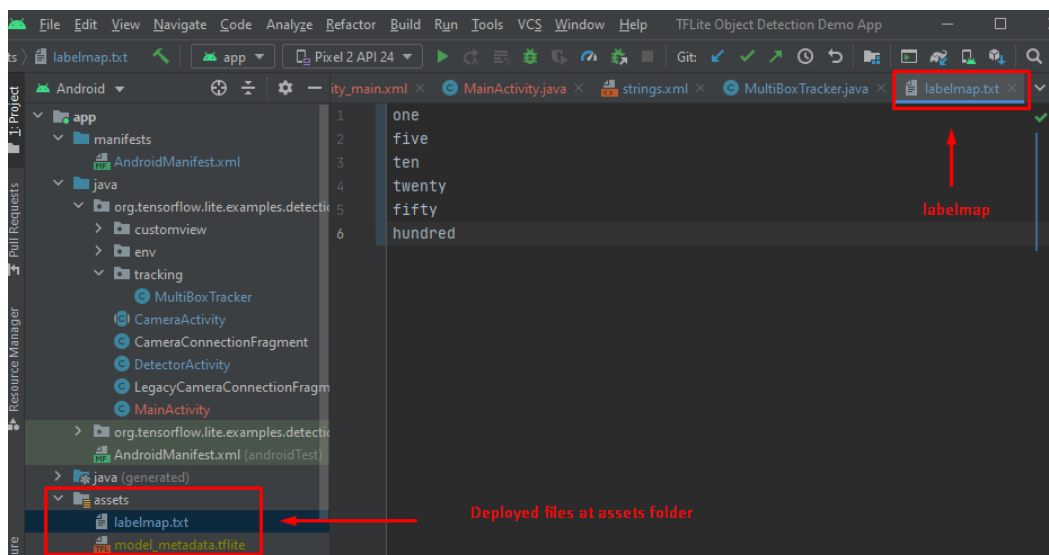 File Edit View Navigate Code Analyze Refactor Build Run Tools VCS Window Help TFLite Object Detection Demo App
ts labelmap.txt app Pixel 2 API 24 Git:
Android ity_main.xml MainActivity.java strings.xml MultiBoxTracker.java labelmap.txt
1: Project
Pull Requests
Resource Manager
ure
app
manifests
AndroidManifest.xml
java
org.tensorflow.lite.examples.detectio
customview
env
tracking
MultiBoxTracker
CameraActivity
CameraConnectionFragment
DetectorActivity
LegacyCameraConnectionFragm
MainActivity
org.tensorflow.lite.examples.detectio
AndroidManifest.xml (androidTest)
java (generated)
assets
labelmap.txt
model_metadata.tflite
1 one
2 five
3 ten
4 twenty
5 fifty
6 hundred
labelmap
Deployed files at assets folder